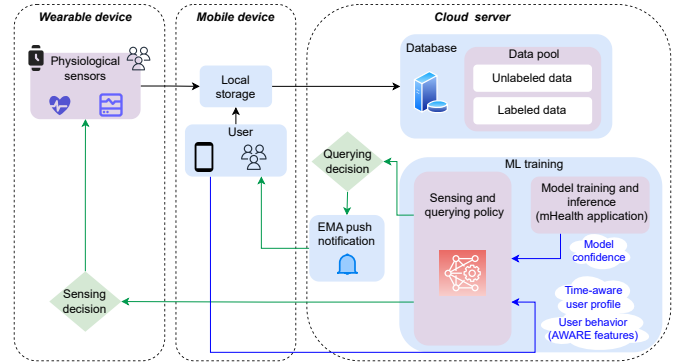 Wearable device
Mobile device
Cloud server
Physiological
sensors
Local
storage
User
Database
Data pool
Unlabeled data
Labeled data
Querying
decision
EMA push
notification
Sensing
decision
ML training
Sensing and
querying policy
Model training and
inference
(mHealth application)
Model
confidence
Time-aware
user profile
User behavior
(AWARE features)